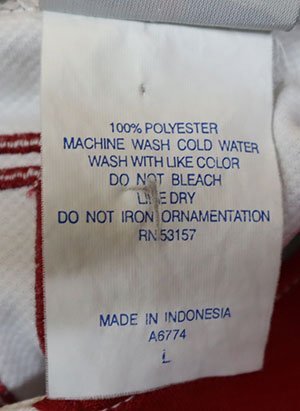 100% POLYESTER
MACHINE WASH COLD WATER
WASH WITH LIKE COLOR
DO NOT BLEACH
LINE DRY
DO NOT IRON ORNAMENTATION
RN 53157
MADE IN INDONESIA
A6774
L